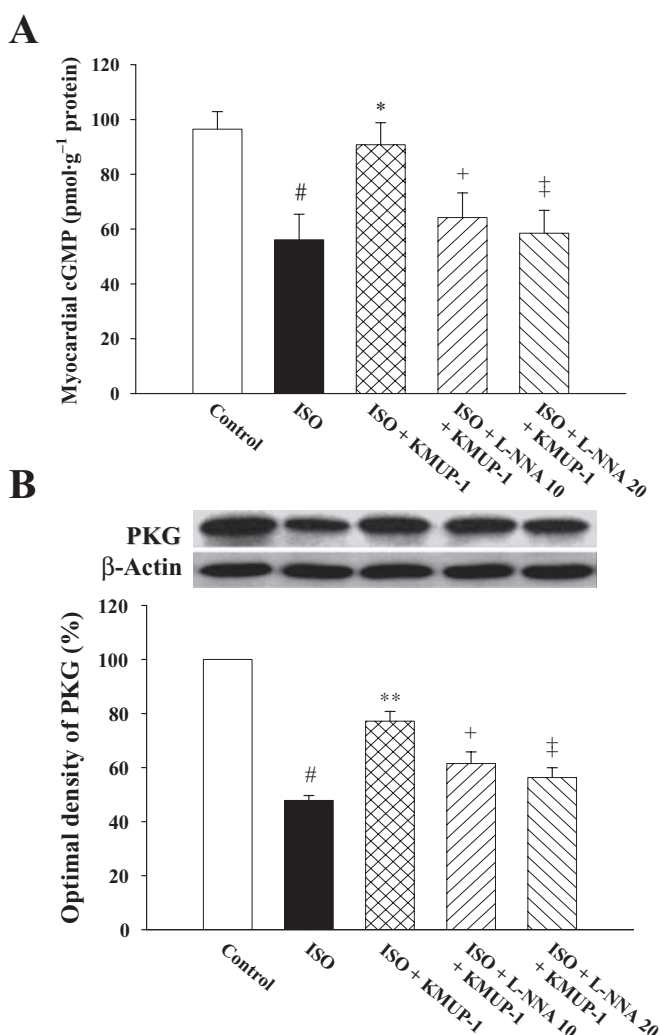 A
Myocardial cGMP (pmol·g⁻¹ protein)
120
100
80
60
40
20
0
#
*
+
‡
Control
ISO
ISO + KMUP-1
ISO + L-NNA 10
+ KMUP-1
ISO + L-NNA 20
+ KMUP-1
B
PKG
β-Actin
Optimal density of PKG (%)
120
100
80
60
40
20
0
#
**
+
‡
Control
ISO
ISO + KMUP-1
ISO + L-NNA 10
+ KMUP-1
ISO + L-NNA 20
+ KMUP-1